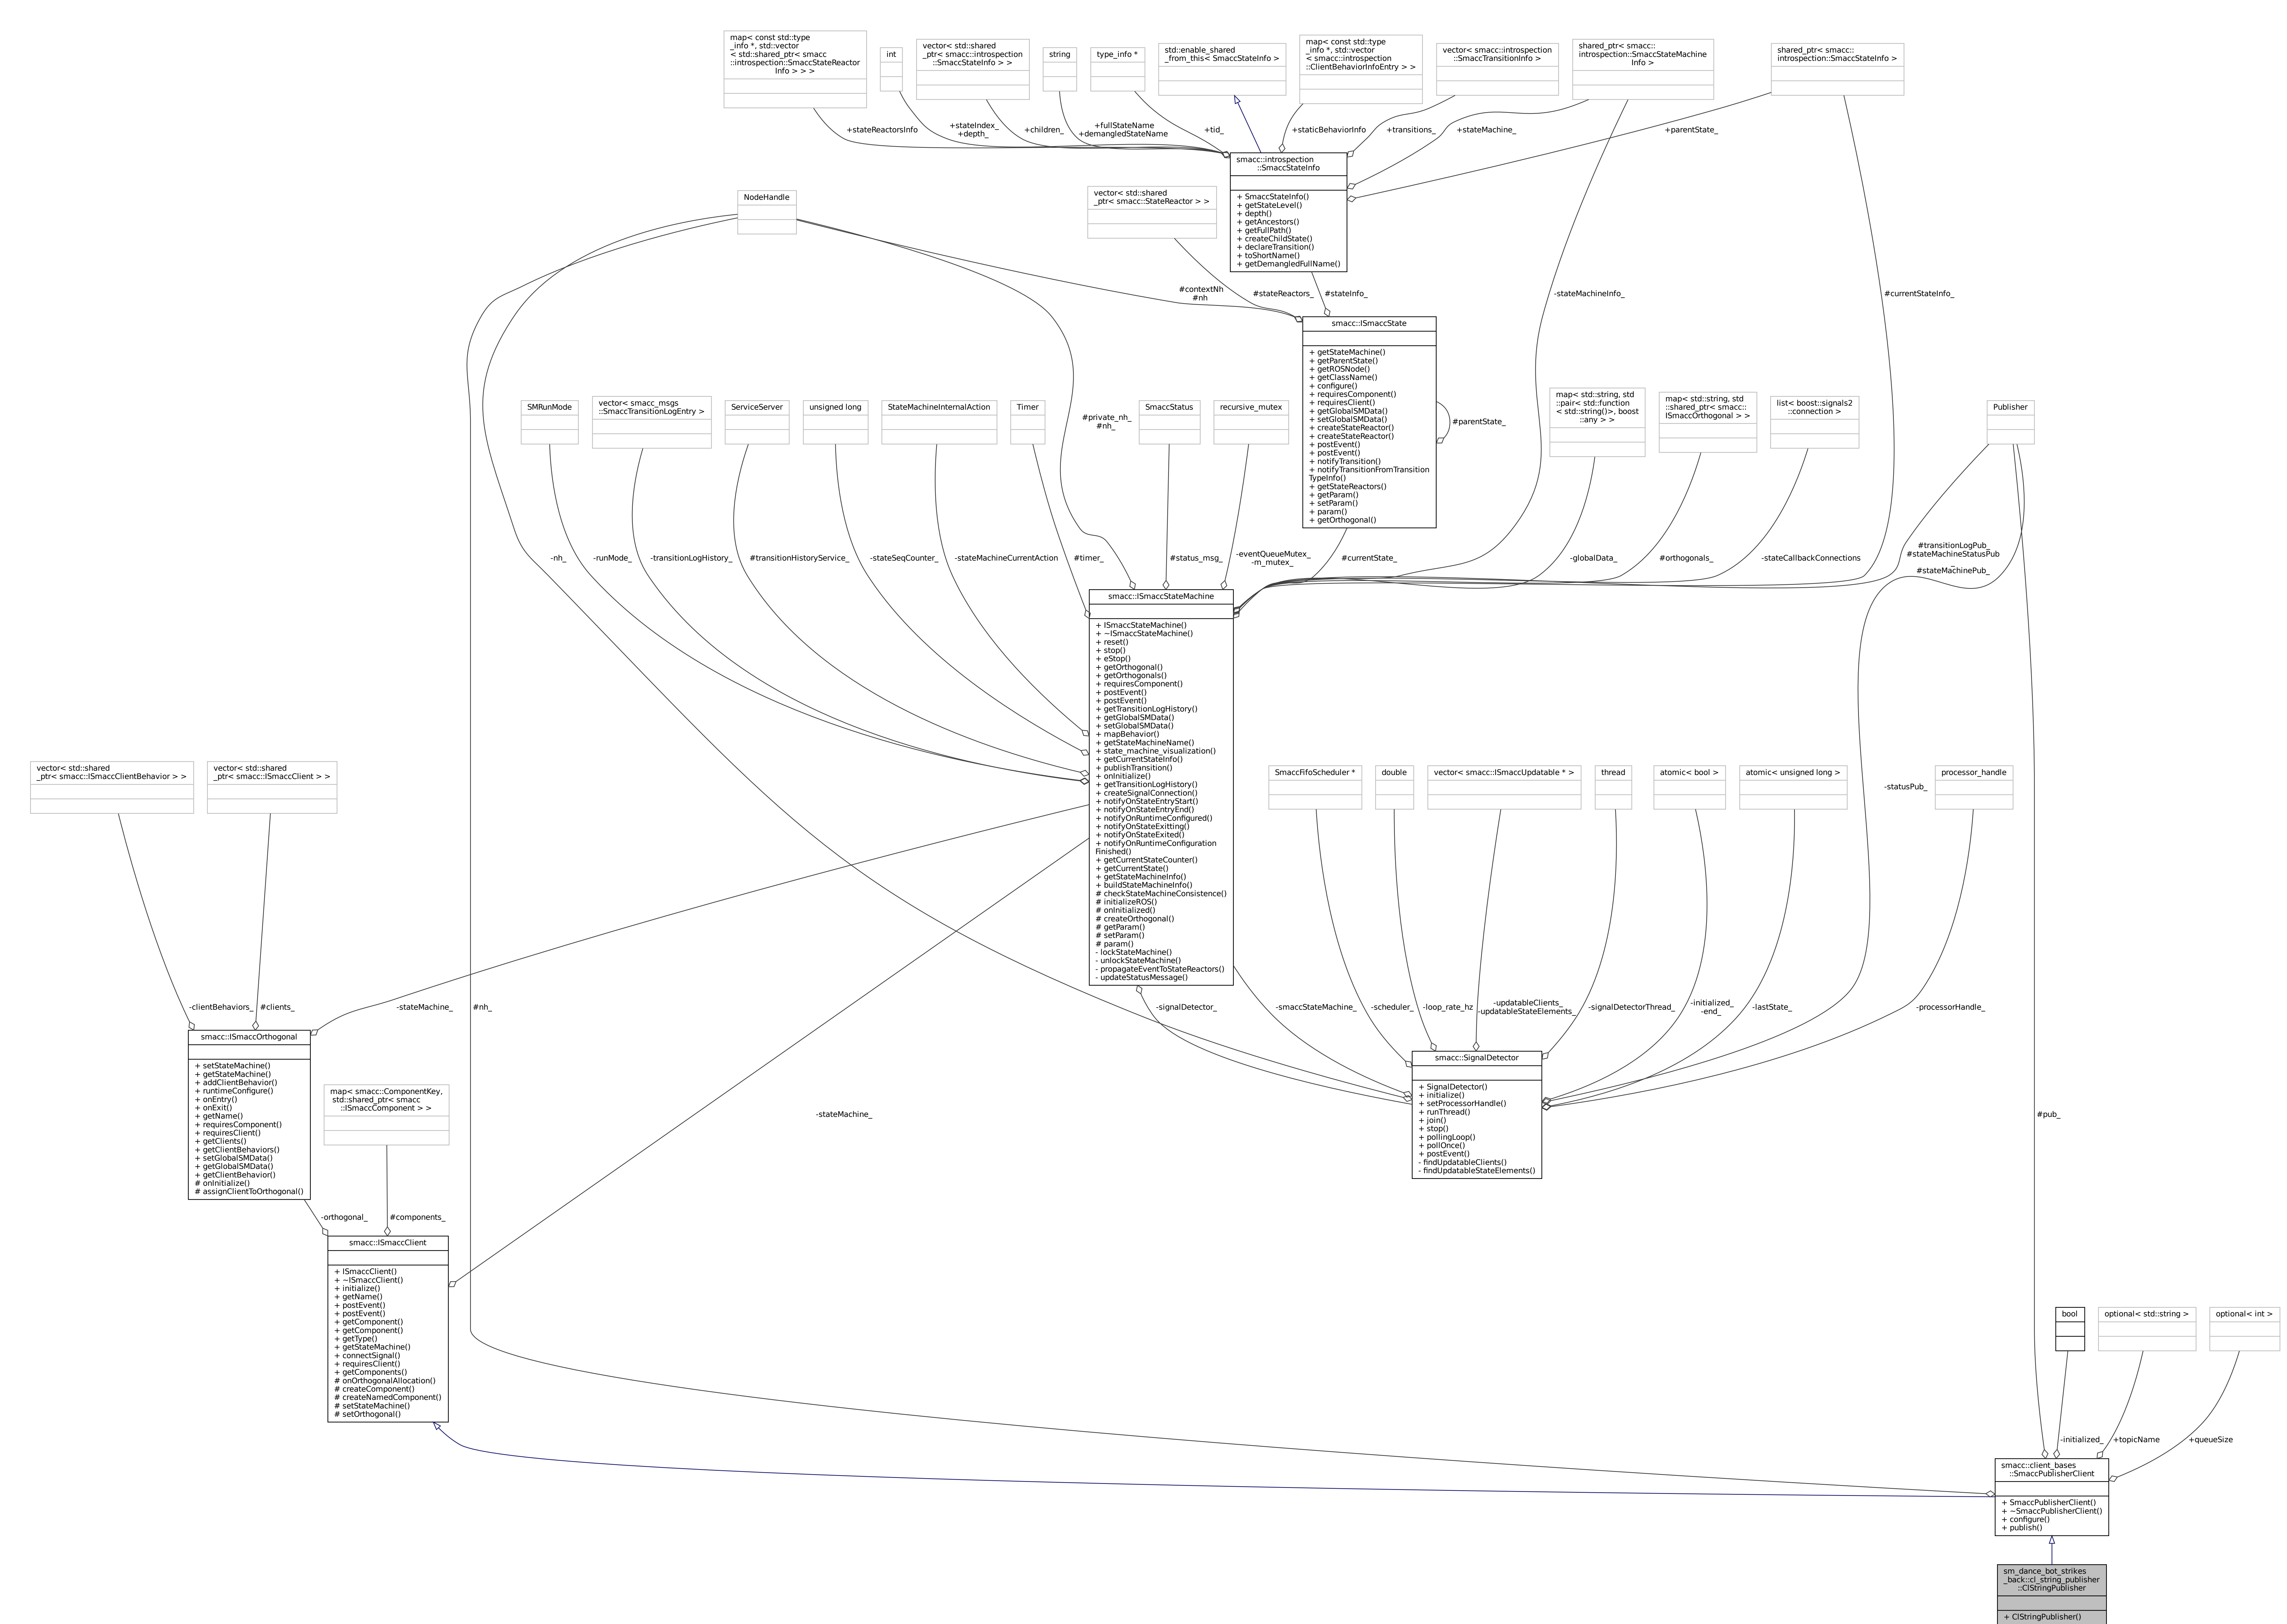 map< const std::type
_info *, std::vector
< std::shared_ptr< smacc
::introspection::SmaccStateReactor
Info > > >
int
vector< std::shared
_ptr< smacc::introspection
::SmaccStateInfo > >
string
type_info *
std::enable_shared
_from_this< SmaccStateInfo >
map< const std::type
_info *, std::vector
< smacc::introspection
::ClientBehaviorInfoEntry > >
vector< smacc::introspection
::SmaccTransitionInfo >
shared_ptr< smacc::
introspection::SmaccStateMachine
Info >
shared_ptr< smacc::
introspection::SmaccStateInfo >
+stateReactorsInfo
+stateIndex_
+depth_
+children_
+fullStateName
+demangledStateName
+tid_
+staticBehaviorInfo
+transitions_
+stateMachine_
+parentState_
smacc::introspection
::SmaccStateInfo
+ SmaccStateInfo()
+ getStateLevel()
+ depth()
+ getAncestors()
+ getFullPath()
+ createChildState()
+ declareTransition()
+ toShortName()
+ getDemangledFullName()
NodeHandle
vector< std::shared
_ptr< smacc::StateReactor > >
#contextNh
#nh
#stateReactors_
#stateInfo_
-stateMachineInfo_
#currentStateInfo_
smacc::ISmaccState
+ getStateMachine()
+ getParentState()
+ getROSNode()
+ getClassName()
+ configure()
+ requiresComponent()
+ requiresClient()
+ getGlobalSMData()
+ setGlobalSMData()
+ createStateReactor()
+ createStateReactor()
+ postEvent()
+ postEvent()
+ notifyTransition()
+ notifyTransitionFromTransition
TypeInfo()
+ getStateReactors()
+ getParam()
+ setParam()
+ param()
+ getOrthogonal()
#parentState_
SMRunMode
vector< smacc_msgs
::SmaccTransitionLogEntry >
ServiceServer
unsigned long
StateMachineInternalAction
Timer
#private_nh_
#nh_
SmaccStatus
recursive_mutex
map< std::string, std
::pair< std::function
< std::string()>, boost
::any > >
map< std::string, std
::shared_ptr< smacc::
ISmaccOrthogonal > >
list< boost::signals2
::connection >
Publisher
-nh_
-runMode_
-transitionLogHistory_
#transitionHistoryService_
-stateSeqCounter_
-stateMachineCurrentAction
#timer_
#status_msg_
-eventQueueMutex_
-m_mutex_
#currentState_
-globalData_
#orthogonals_
-stateCallbackConnections
#transitionLogPub_
#stateMachineStatusPub
_
#stateMachinePub_
smacc::ISmaccStateMachine
+ ISmaccStateMachine()
+ ~ISmaccStateMachine()
+ reset()
+ stop()
+ eStop()
+ getOrthogonal()
+ getOrthogonals()
+ requiresComponent()
+ postEvent()
+ postEvent()
+ getTransitionLogHistory()
+ getGlobalSMData()
+ setGlobalSMData()
+ mapBehavior()
+ getStateMachineName()
+ state_machine_visualization()
+ getCurrentStateInfo()
+ publishTransition()
+ onInitialize()
+ getTransitionLogHistory()
+ createSignalConnection()
+ notifyOnStateEntryStart()
+ notifyOnStateEntryEnd()
+ notifyOnRuntimeConfigured()
+ notifyOnStateExitting()
+ notifyOnStateExited()
+ notifyOnRuntimeConfiguration
Finished()
+ getCurrentStateCounter()
+ getCurrentState()
+ getStateMachineInfo()
+ buildStateMachineInfo()
# checkStateMachineConsistence()
# initializeROS()
# onInitialized()
# createOrthogonal()
# getParam()
# setParam()
# param()
- lockStateMachine()
- unlockStateMachine()
- propagateEventToStateReactors()
- updateStatusMessage()
vector< std::shared
_ptr< smacc::ISmaccClientBehavior > >
vector< std::shared
_ptr< smacc::ISmaccClient > >
SmaccFifoScheduler *
double
vector< smacc::ISmaccUpdatable * >
thread
atomic< bool >
atomic< unsigned long >
processor_handle
-statusPub_
-clientBehaviors_
#clients_
-stateMachine_
#nh_
-signalDetector_
-smaccStateMachine_
-scheduler_
-loop_rate_hz
-updatableClients_
-updatableStateElements_
-signalDetectorThread_
-initialized_
-end_
-lastState_
-processorHandle_
smacc::ISmaccOrthogonal
+ setStateMachine()
+ getStateMachine()
+ addClientBehavior()
+ runtimeConfigure()
+ onEntry()
+ onExit()
+ getName()
+ requiresComponent()
+ requiresClient()
+ getClients()
+ getClientBehaviors()
+ setGlobalSMData()
+ getGlobalSMData()
+ getClientBehavior()
# onInitialize()
# assignClientToOrthogonal()
map< smacc::ComponentKey,
std::shared_ptr< smacc
::ISmaccComponent > >
-stateMachine_
smacc::SignalDetector
+ SignalDetector()
+ initialize()
+ setProcessorHandle()
+ runThread()
+ join()
+ stop()
+ pollingLoop()
+ pollOnce()
+ postEvent()
- findUpdatableClients()
- findUpdatableStateElements()
#pub_
-orthogonal_
#components_
smacc::ISmaccClient
+ ISmaccClient()
+ ~ISmaccClient()
+ initialize()
+ getName()
+ postEvent()
+ postEvent()
+ getComponent()
+ getComponent()
+ getType()
+ getStateMachine()
+ connectSignal()
+ requiresClient()
+ getComponents()
# onOrthogonalAllocation()
# createComponent()
# createNamedComponent()
# setStateMachine()
# setOrthogonal()
bool
optional< std::string >
optional< int >
-initialized_
+topicName
+queueSize
smacc::client_bases
::SmaccPublisherClient
+ SmaccPublisherClient()
+ ~SmaccPublisherClient()
+ configure()
+ publish()
sm_dance_bot_strikes
_back::cl_string_publisher
::ClStringPublisher
+ ClStringPublisher()